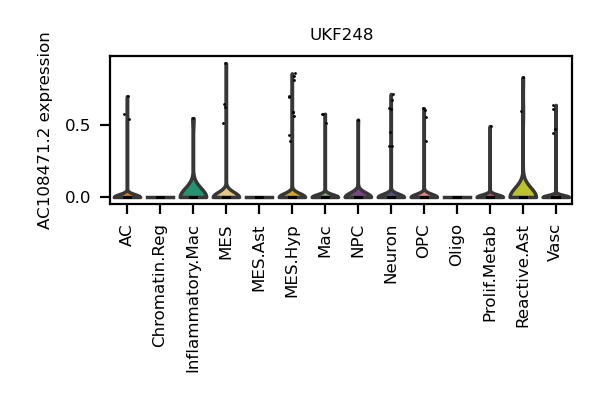 UKF248
AC108471.2 expression
0.5
0.0
AC
Chromatin.Reg
Inflammatory.Mac
MES
MES.Ast
MES.Hyp
Mac
NPC
Neuron
OPC
Oligo
Prolif.Metab
Reactive.Ast
Vasc